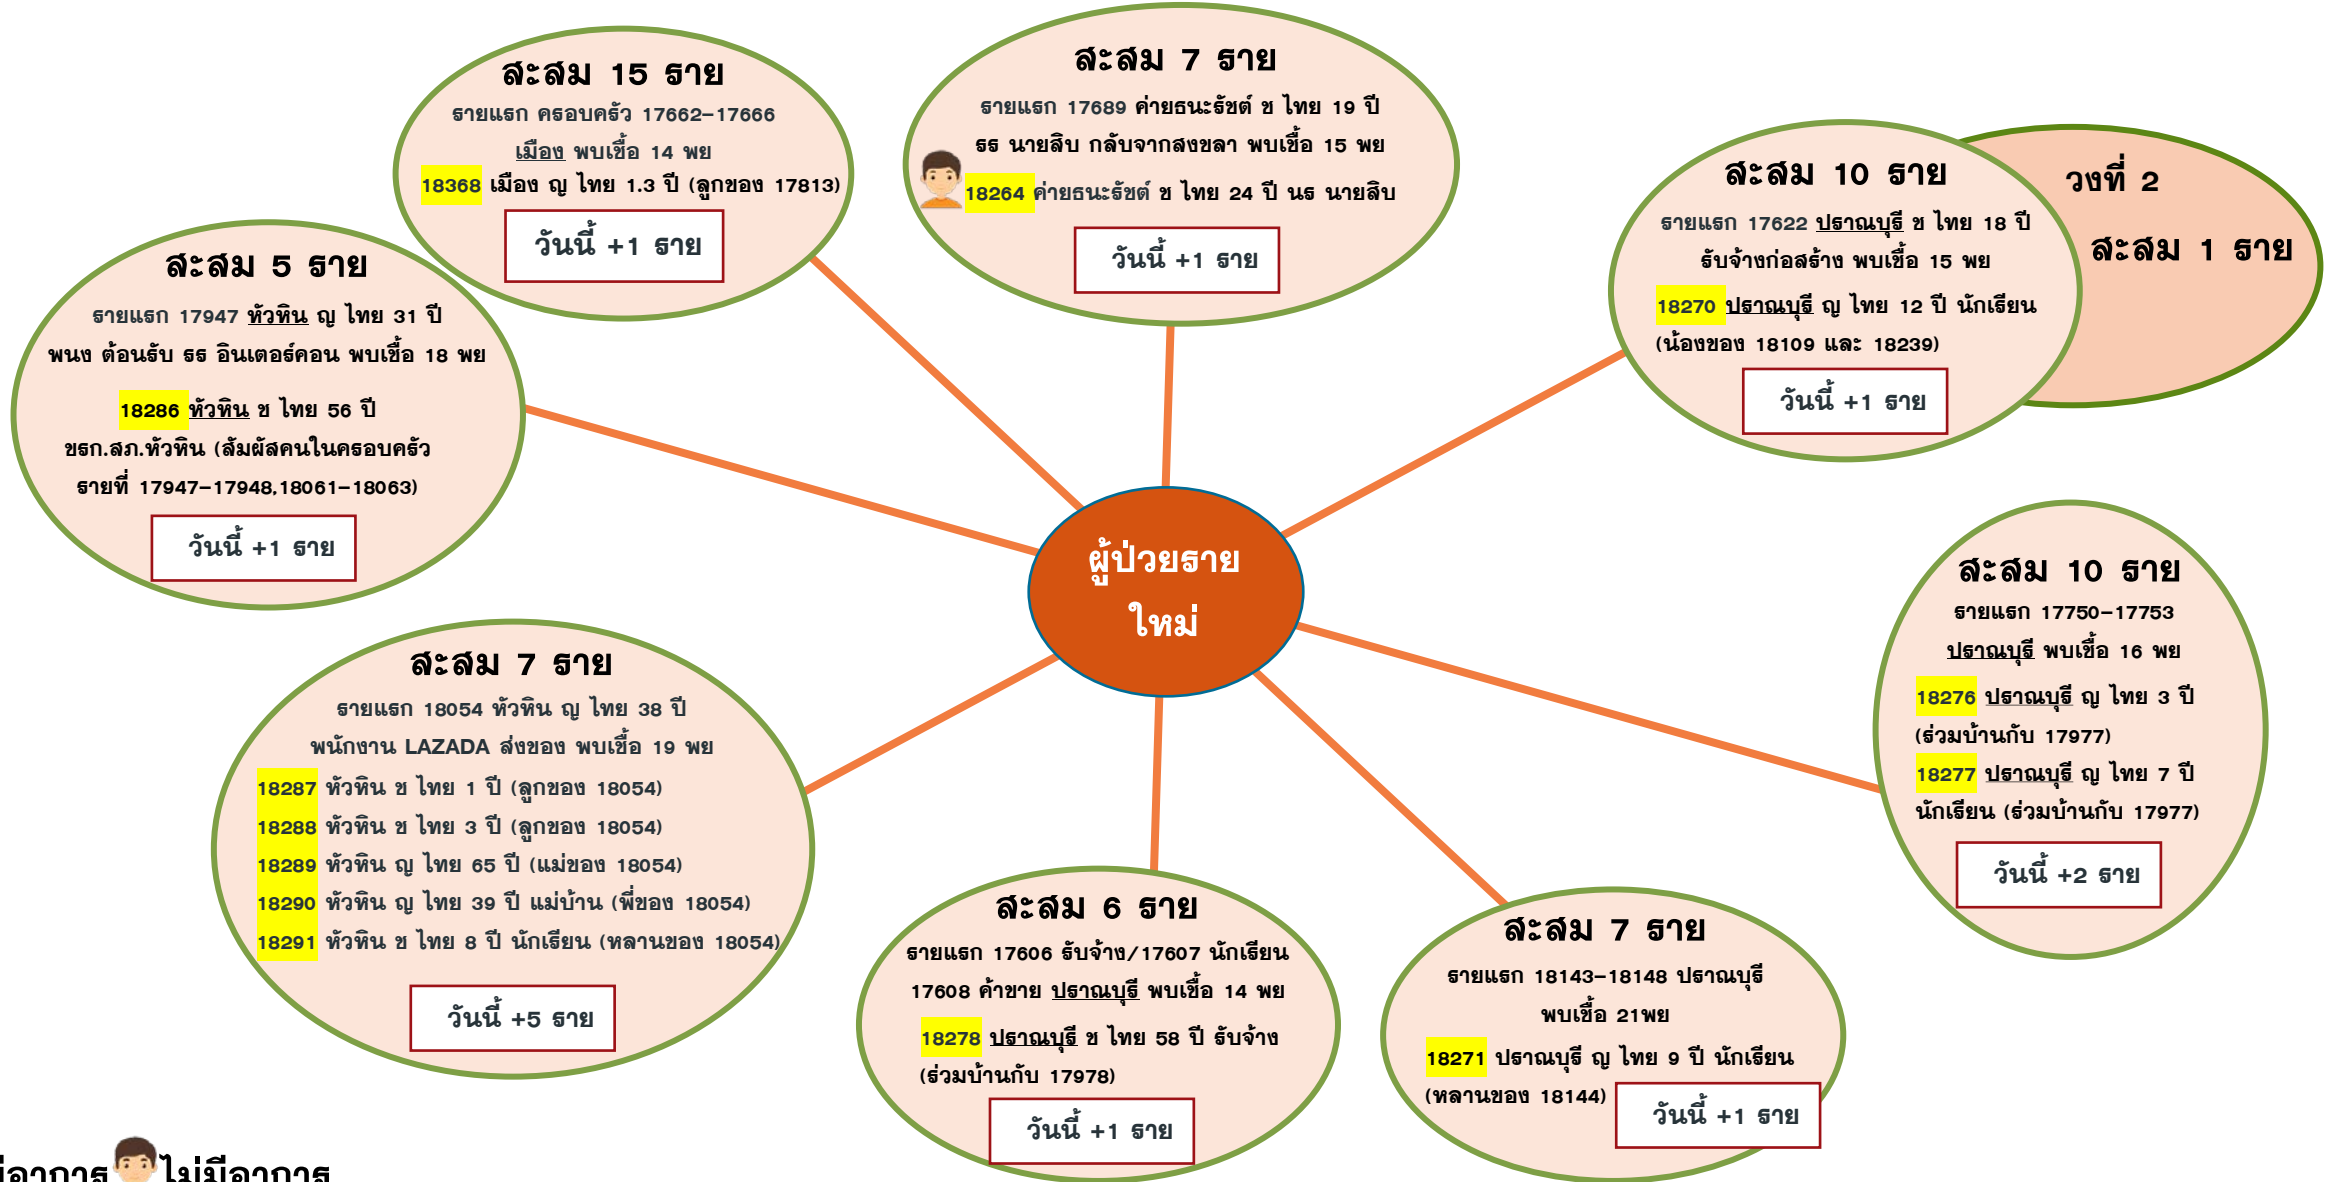 สะสม 15 ราย
รายแรก ครอบครัว 17662-17666
เมือง พบเชื้อ 14 พย
18368 เมือง ญ ไทย 1.3 ปี (ลูกของ 17813)
วันนี้ +1 ราย
สะสม 7 ราย
รายแรก 17689 ค่ายธนะรัชต์ ช ไทย 19 ปี
รร นายสิบ กลับจากสงขลา พบเชื้อ 15 พย
18264 ค่ายธนะรัชต์ ช ไทย 24 ปี นร นายสิบ
วันนี้ +1 ราย
สะสม 10 ราย
รายแรก 17622 ปราณบุรี ช ไทย 18 ปี
รับจ้างก่อสร้าง พบเชื้อ 15 พย
18270 ปราณบุรี ญ ไทย 12 ปี นักเรียน
(น้องของ 18109 และ 18239)
วันนี้ +1 ราย
วงที่ 2
สะสม 1 ราย
สะสม 5 ราย
รายแรก 17947 หัวหิน ญ ไทย 31 ปี
พนง ต้อนรับ รร อินเตอร์คอน พบเชื้อ 18 พย
18286 หัวหิน ช ไทย 56 ปี
ขรก.สภ.หัวหิน (สัมผัสคนในครอบครัว
รายที่ 17947-17948,18061-18063)
วันนี้ +1 ราย
ผู้ป่วยราย
ใหม่
สะสม 10 ราย
รายแรก 17750-17753
ปราณบุรี พบเชื้อ 16 พย
18276 ปราณบุรี ญ ไทย 3 ปี
(ร่วมบ้านกับ 17977)
18277 ปราณบุรี ญ ไทย 7 ปี
นักเรียน (ร่วมบ้านกับ 17977)
วันนี้ +2 ราย
สะสม 7 ราย
รายแรก 18054 หัวหิน ญ ไทย 38 ปี
พนักงาน LAZADA ส่งของ พบเชื้อ 19 พย
18287 หัวหิน ช ไทย 1 ปี (ลูกของ 18054)
18288 หัวหิน ช ไทย 3 ปี (ลูกของ 18054)
18289 หัวหิน ญ ไทย 65 ปี (แม่ของ 18054)
18290 หัวหิน ญ ไทย 39 ปี แม่บ้าน (พี่ของ 18054)
18291 หัวหิน ช ไทย 8 ปี นักเรียน (หลานของ 18054)
วันนี้ +5 ราย
สะสม 6 ราย
รายแรก 17606 รับจ้าง/17607 นักเรียน
17608 ค้าขาย ปราณบุรี พบเชื้อ 14 พย
18278 ปราณบุรี ช ไทย 58 ปี รับจ้าง
(ร่วมบ้านกับ 17978)
วันนี้ +1 ราย
สะสม 7 ราย
รายแรก 18143-18148 ปราณบุรี
พบเชื้อ 21พย
18271 ปราณบุรี ญ ไทย 9 ปี นักเรียน
(หลานของ 18144)
วันนี้ +1 ราย
ไม่มีอาการ